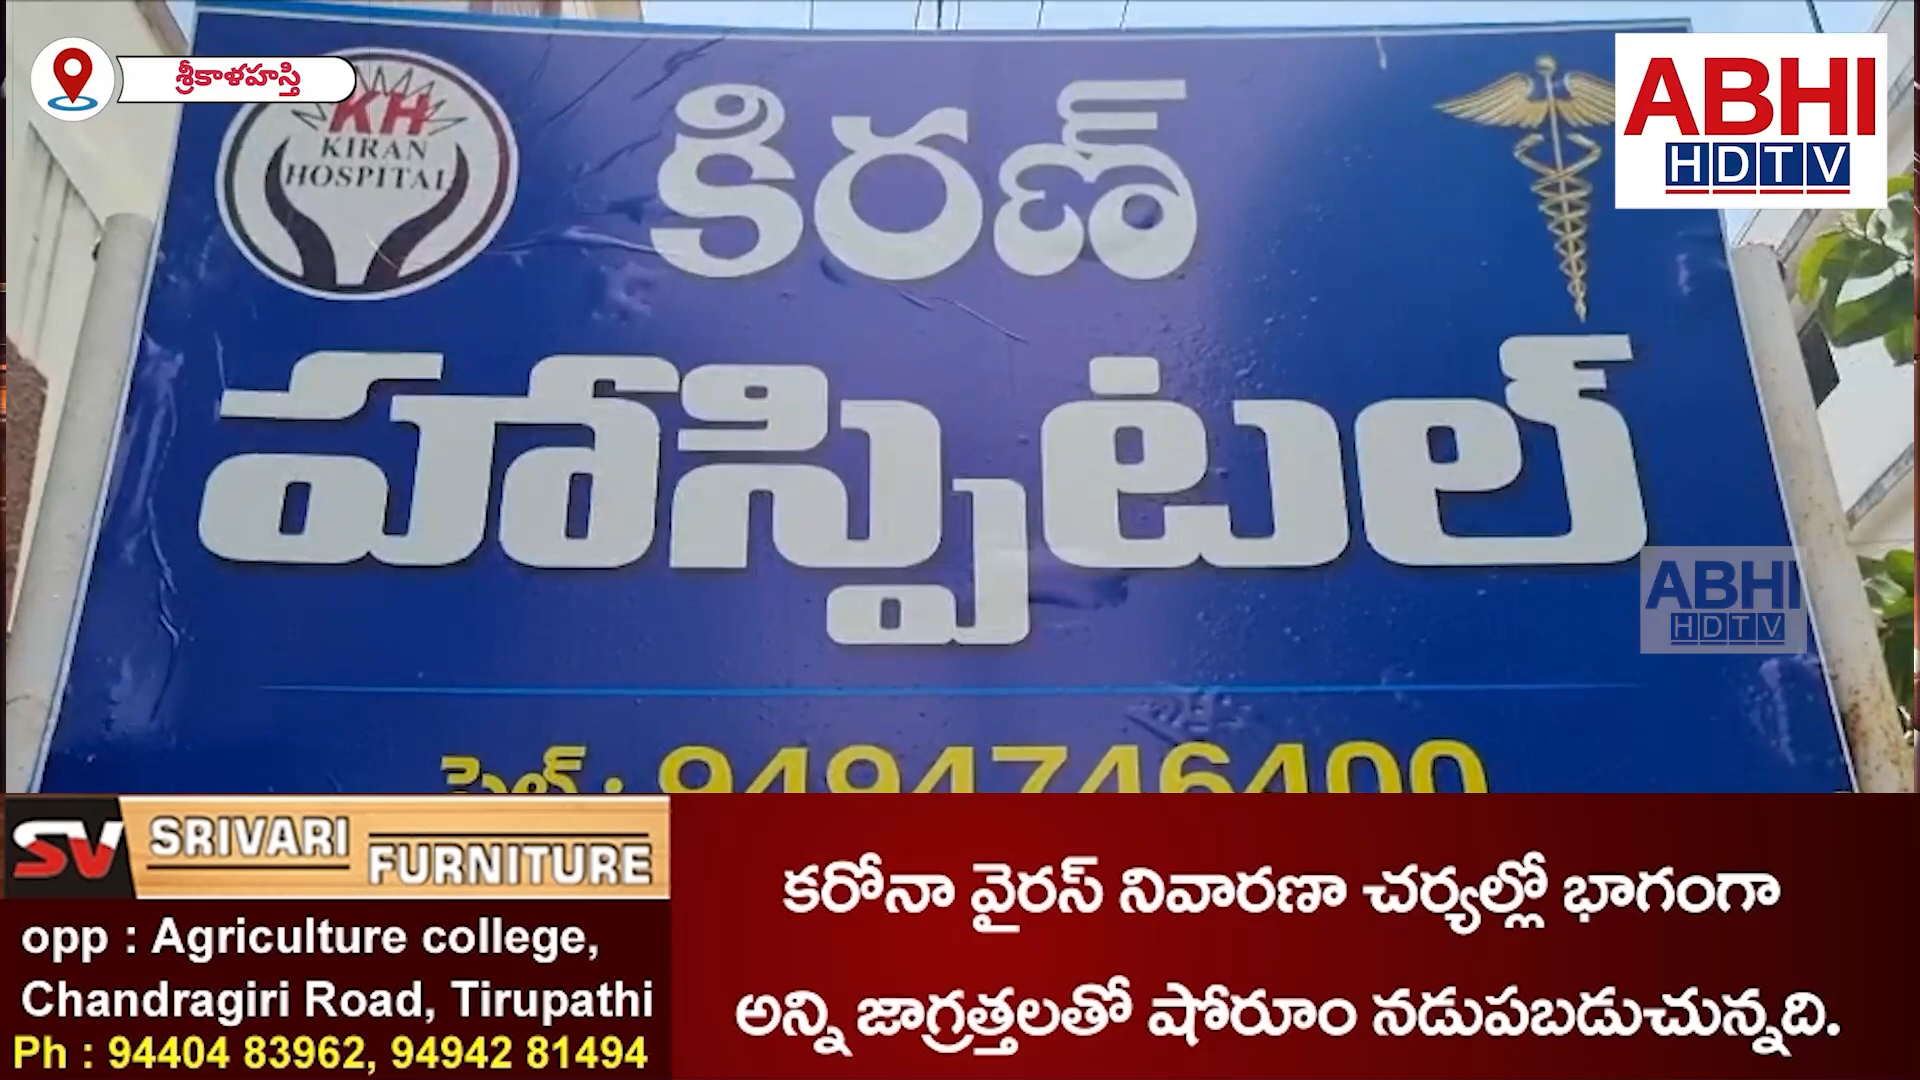 శ్రీకాళహస్తి
ABHI
HDTV
KH
KIRAN
HOSPITAL
కిరణ్
హాస్పిటల్
ABHI
HDTV
సెల్ : 9494746400
SV SRIVARI FURNITURE
opp : Agriculture college,
Chandragiri Road, Tirupathi
Ph : 94404 83962, 94942 81494
కరోనా వైరస్ నివారణా చర్యల్లో భాగంగా
అన్ని జాగ్రత్తలతో షోరూం నడుపబడుచున్నది.